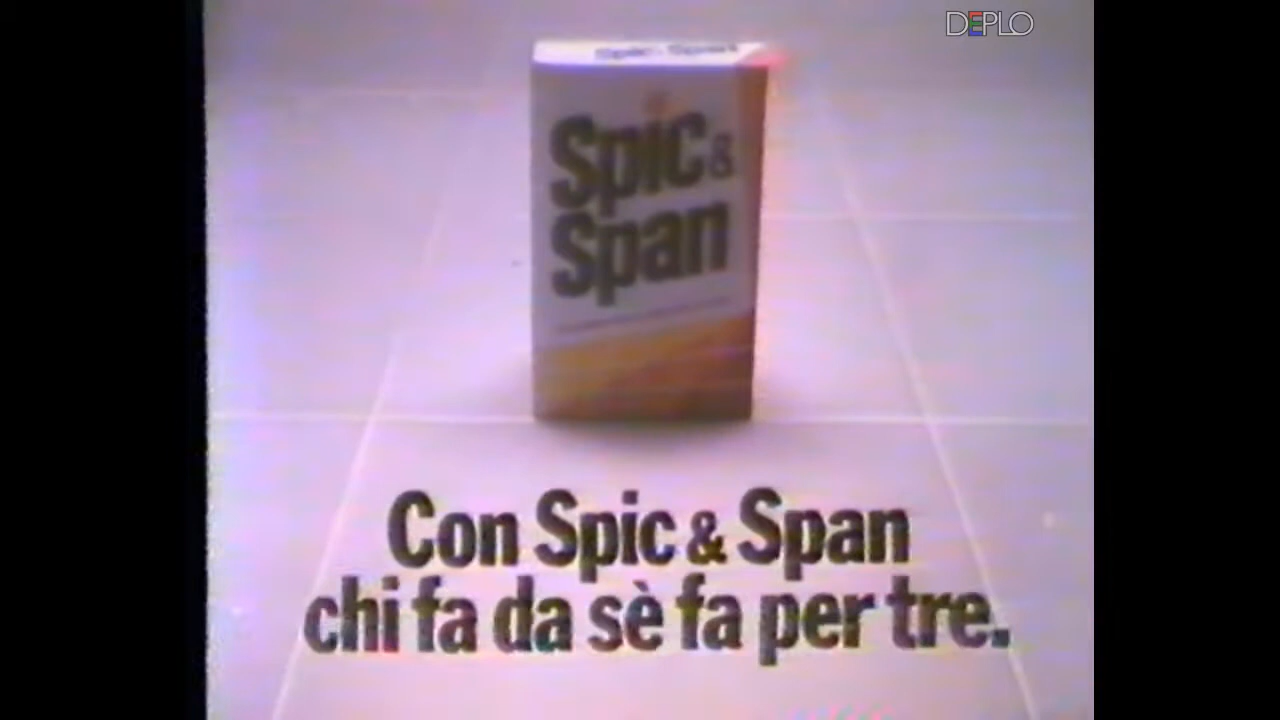 DEPLO
Spic & Span
Spic &
Span
Con Spic & Span
chi fa da sè fa per tre.